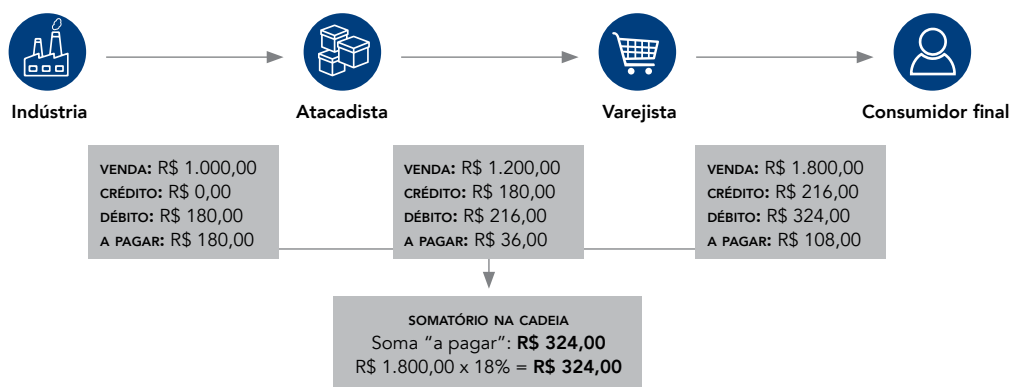 Indústria
Atacadista
Varejista
Consumidor final
VENDA: R$ 1.000,00
CRÉDITO: R$ 0,00
DÉBITO: R$ 180,00
A PAGAR: R$ 180,00
VENDA: R$ 1.200,00
CRÉDITO: R$ 180,00
DÉBITO: R$ 216,00
A PAGAR: R$ 36,00
VENDA: R$ 1.800,00
CRÉDITO: R$ 216,00
DÉBITO: R$ 324,00
A PAGAR: R$ 108,00
SOMATÓRIO NA CADEIA
Soma “a pagar”: R$ 324,00
R$ 1.800,00 x 18% = R$ 324,00